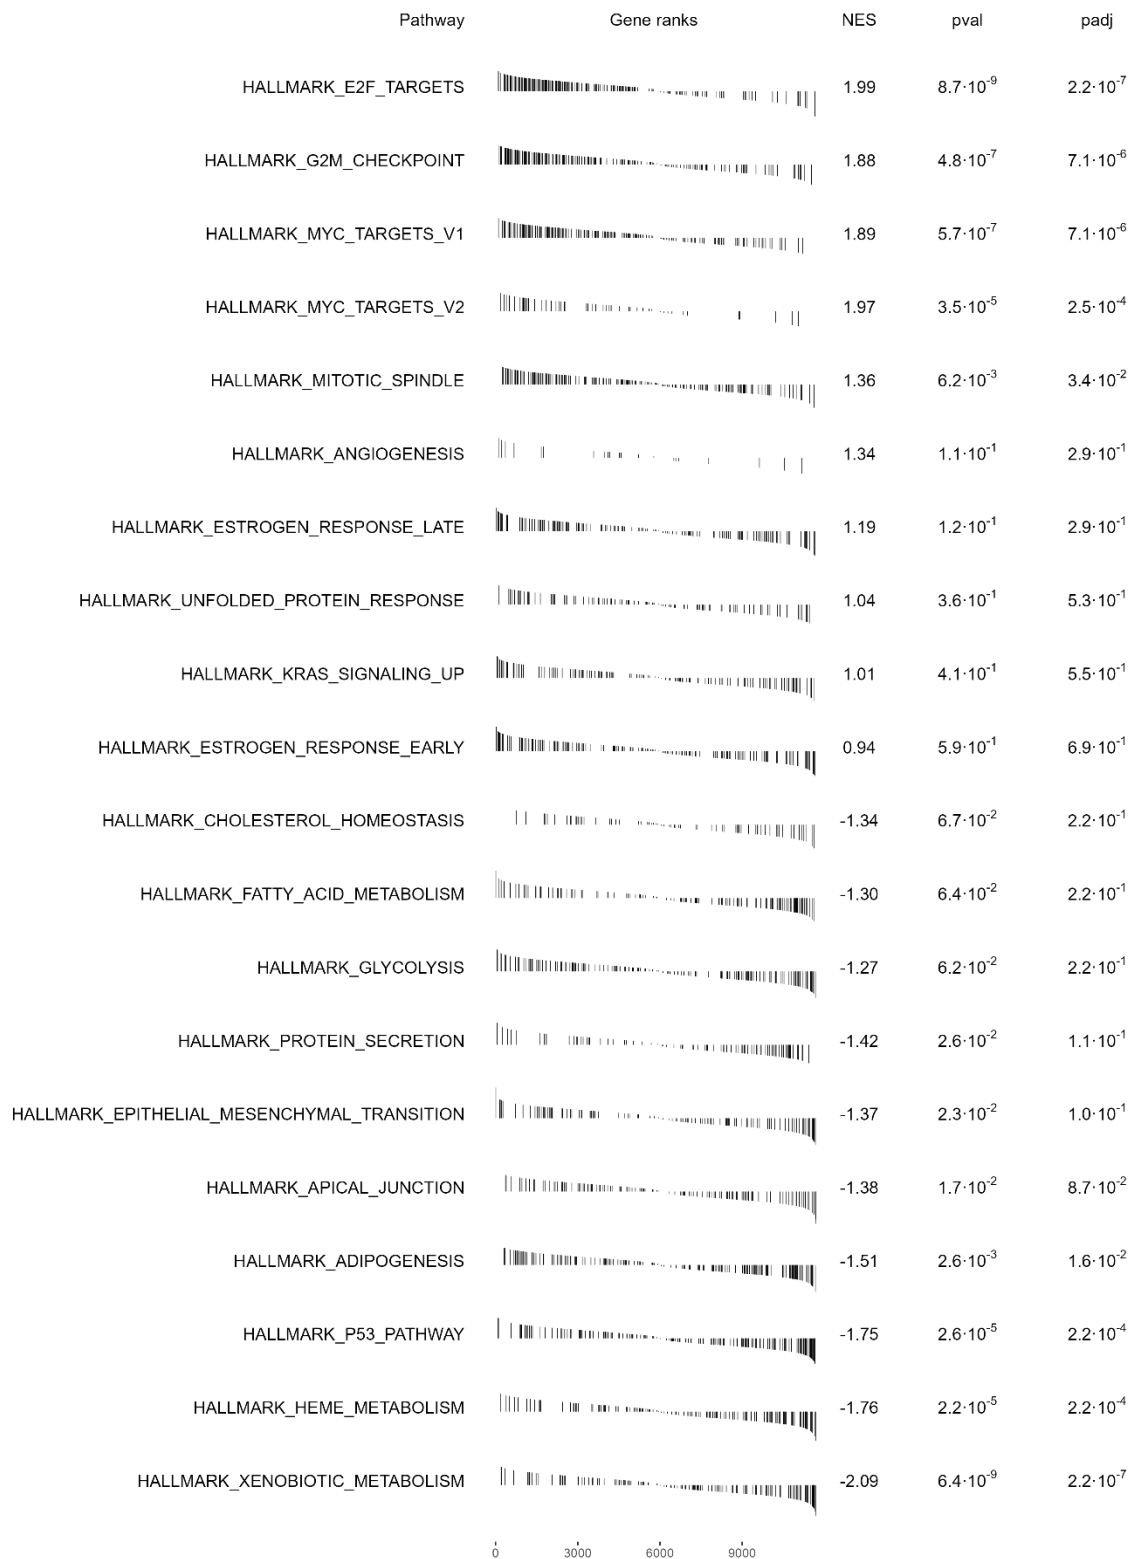 Pathway Gene ranks NES pval padj
HALLMARK_E2F_TARGETS 1.99 8.7·10⁻⁹ 2.2·10⁻⁷
HALLMARK_G2M_CHECKPOINT 1.88 4.8·10⁻⁷ 7.1·10⁻⁶
HALLMARK_MYC_TARGETS_V1 1.89 5.7·10⁻⁷ 7.1·10⁻⁶
HALLMARK_MYC_TARGETS_V2 1.97 3.5·10⁻⁵ 2.5·10⁻⁴
HALLMARK_MITOTIC_SPINDLE 1.36 6.2·10⁻³ 3.4·10⁻²
HALLMARK_ANGIOGENESIS 1.34 1.1·10⁻¹ 2.9·10⁻¹
HALLMARK_ESTROGEN_RESPONSE_LATE 1.19 1.2·10⁻¹ 2.9·10⁻¹
HALLMARK_UNFOLDED_PROTEIN_RESPONSE 1.04 3.6·10⁻¹ 5.3·10⁻¹
HALLMARK_KRAS_SIGNALING_UP 1.01 4.1·10⁻¹ 5.5·10⁻¹
HALLMARK_ESTROGEN_RESPONSE_EARLY 0.94 5.9·10⁻¹ 6.9·10⁻¹
HALLMARK_CHOLESTEROL_HOMEOSTASIS -1.34 6.7·10⁻² 2.2·10⁻¹
HALLMARK_FATTY_ACID_METABOLISM -1.30 6.4·10⁻² 2.2·10⁻¹
HALLMARK_GLYCOLYSIS -1.27 6.2·10⁻² 2.2·10⁻¹
HALLMARK_PROTEIN_SECRETION -1.42 2.6·10⁻² 1.1·10⁻¹
HALLMARK_EPITHELIAL_MESENCHYMAL_TRANSITION -1.37 2.3·10⁻² 1.0·10⁻¹
HALLMARK_APICAL_JUNCTION -1.38 1.7·10⁻² 8.7·10⁻²
HALLMARK_ADIPOGENESIS -1.51 2.6·10⁻³ 1.6·10⁻²
HALLMARK_P53_PATHWAY -1.75 2.6·10⁻⁵ 2.2·10⁻⁴
HALLMARK_HEME_METABOLISM -1.76 2.2·10⁻⁵ 2.2·10⁻⁴
HALLMARK_XENOBIOTIC_METABOLISM -2.09 6.4·10⁻⁹ 2.2·10⁻⁷
0 3000 6000 9000